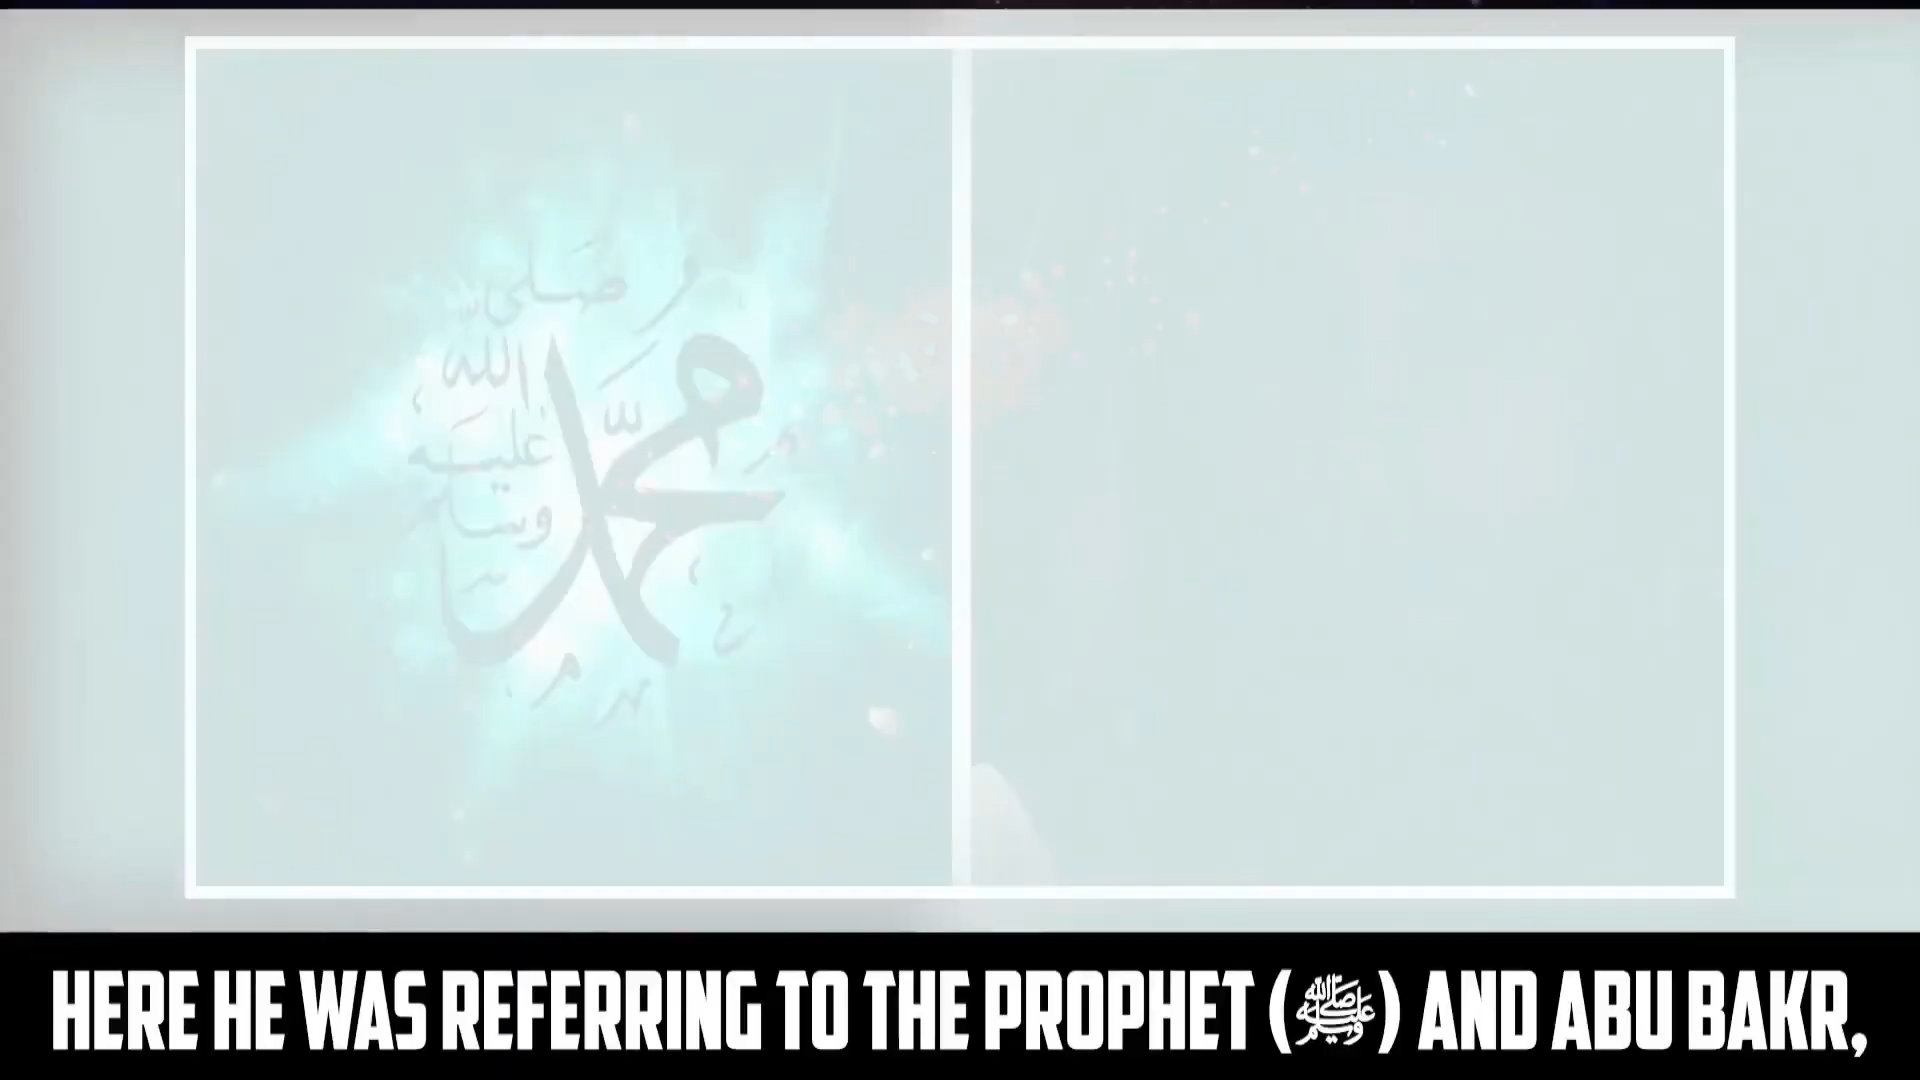 صلى
الله
محمد
عليه
وسلم
HERE HE WAS REFERRING TO THE PROPHET (ﷺ) AND ABU BAKR,